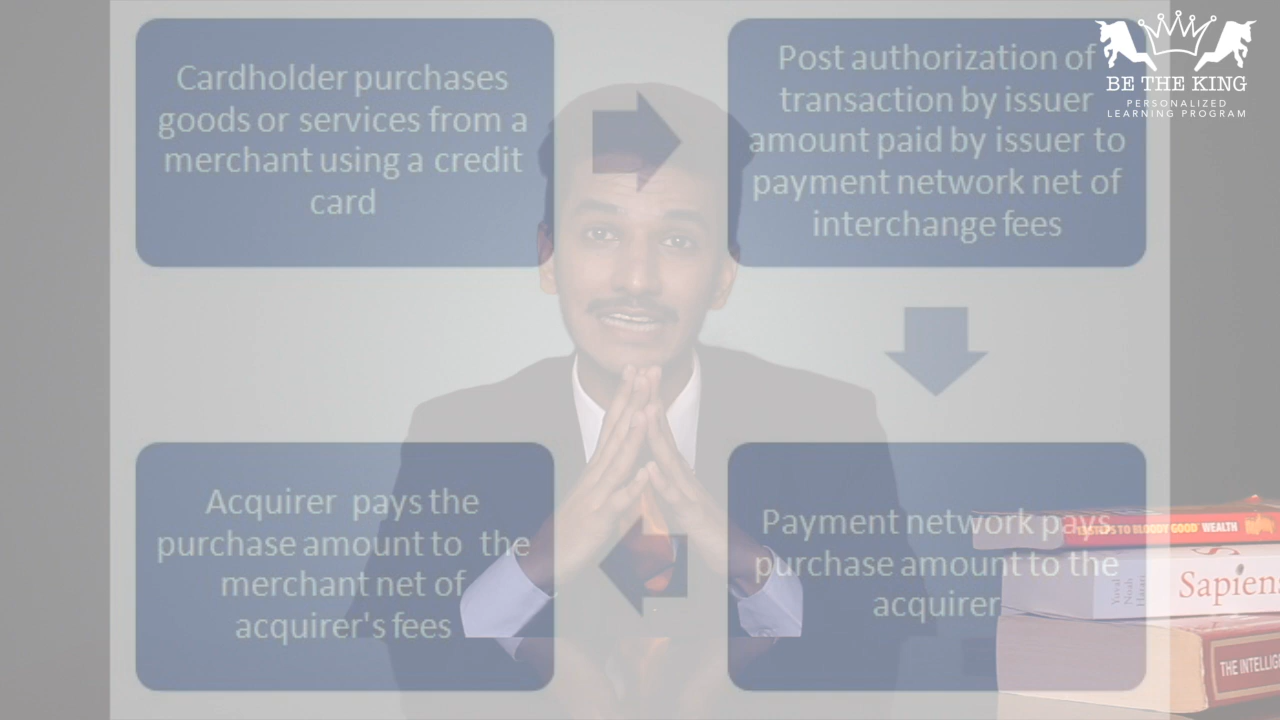 Cardholder purchases
goods or services from a
merchant using a credit
card
Post authorization of
transaction by issuer
amount paid by issuer to
payment network net of
interchange fees
BE THE KING
PERSONALIZED
LEARNING PROGRAM
Acquirer pays the
purchase amount to the
merchant net of
acquirer's fees
Payment network pays
purchase amount to the
acquirer
STEPS TO BLOODY GOOD WEALTH
Yuval
Noah
Harari
Sapiens
THE INTELLIG